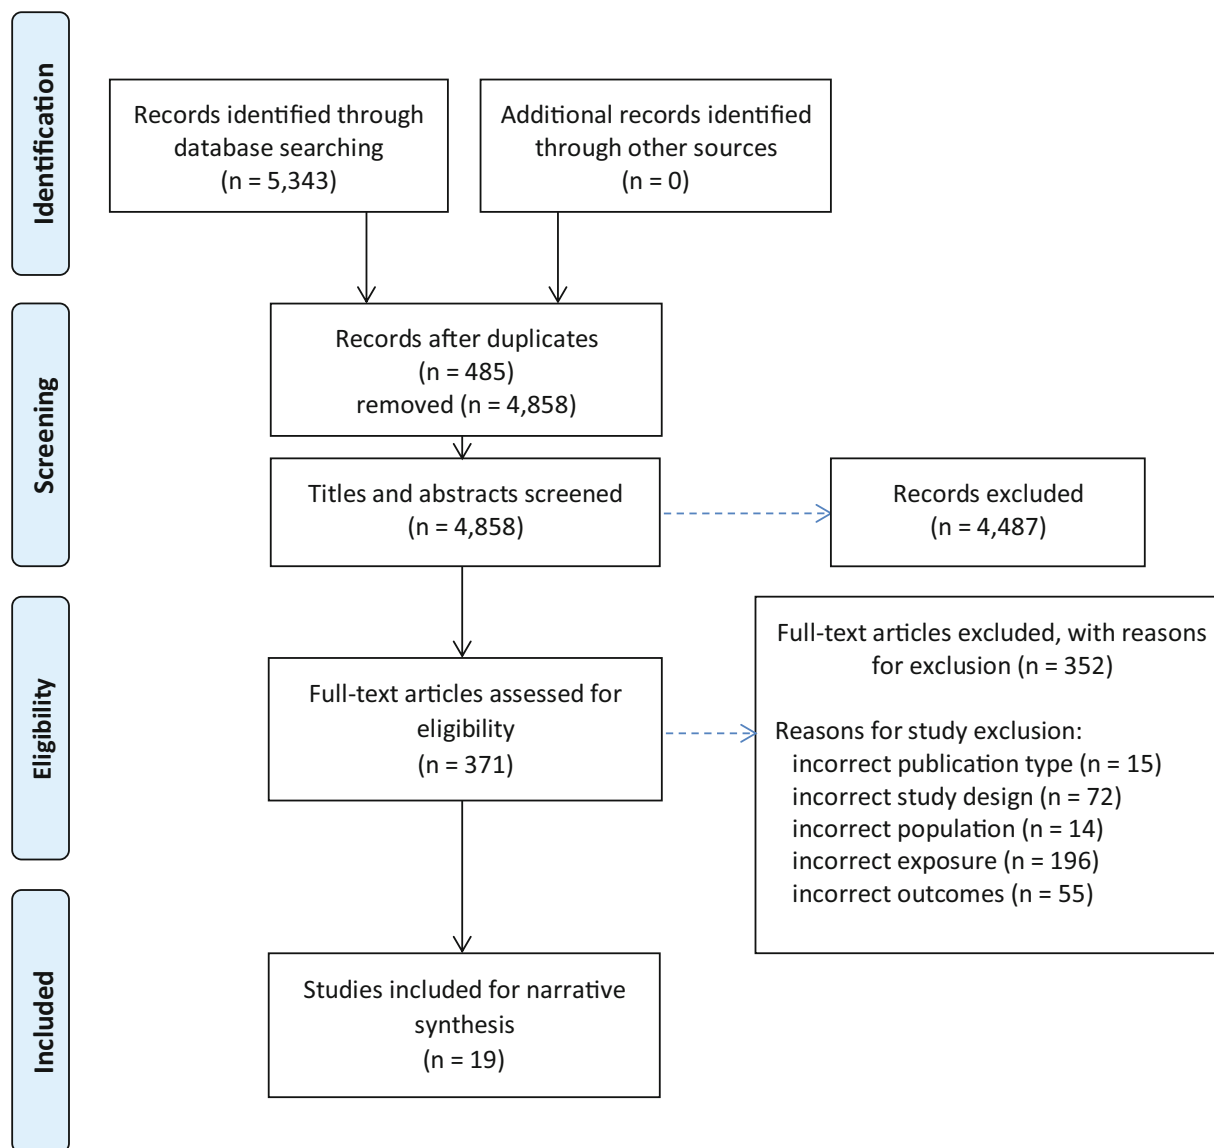 Identification
Records identified through
database searching
(n = 5,343)
Additional records identified
through other sources
(n = 0)
Screening
Records after duplicates
(n = 485)
removed (n = 4,858)
Titles and abstracts screened
(n = 4,858)
Records excluded
(n = 4,487)
Eligibility
Full-text articles assessed for
eligibility
(n = 371)
Full-text articles excluded, with reasons
for exclusion (n = 352)
Reasons for study exclusion:
incorrect publication type (n = 15)
incorrect study design (n = 72)
incorrect population (n = 14)
incorrect exposure (n = 196)
incorrect outcomes (n = 55)
Included
Studies included for narrative
synthesis
(n = 19)